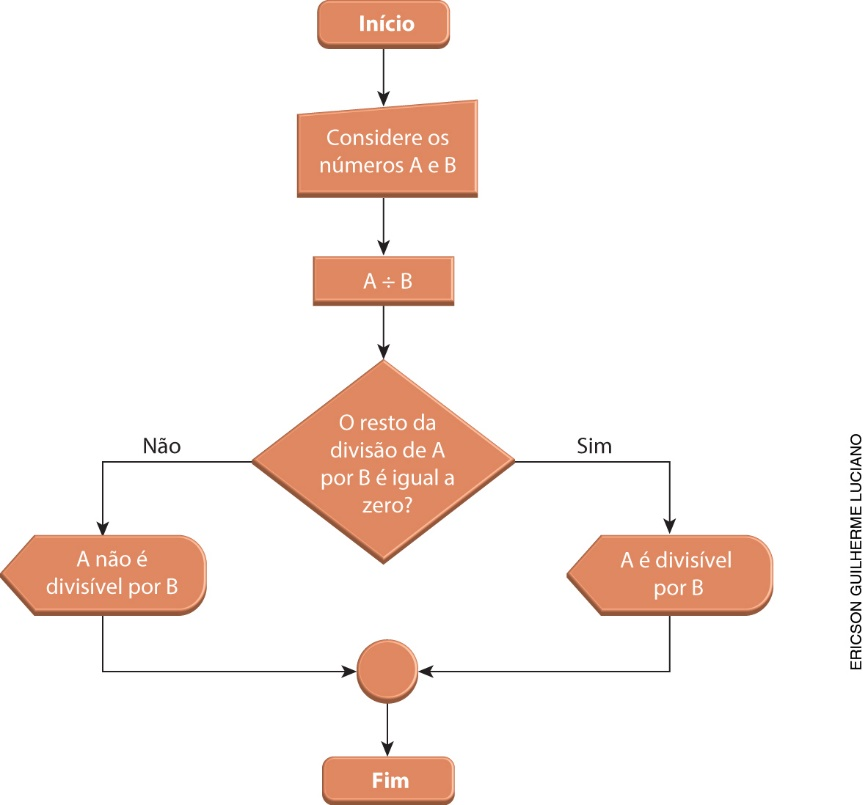 Início
Considere os
números A e B
A ÷ B
O resto da
divisão de A
por B é igual a
zero?
Não
Sim
A não é
divisível por B
A é divisível
por B
Fim
ERICSON GUILHERME LUCIANO